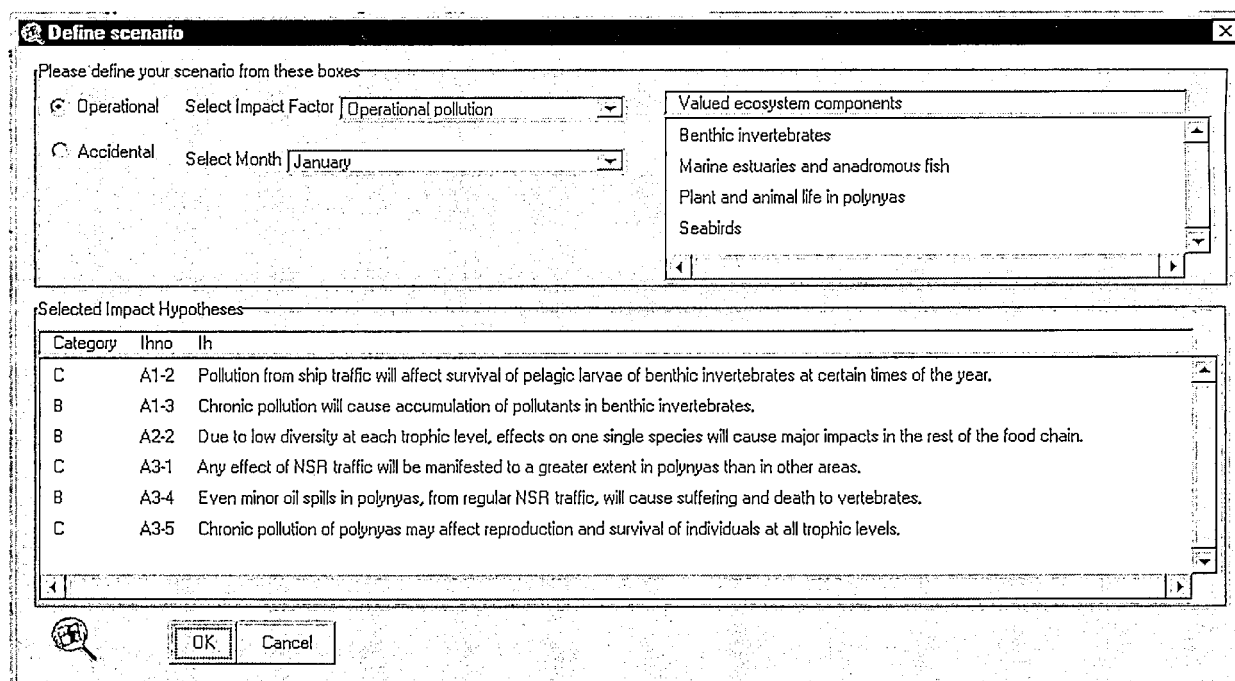 Define scenario
Please define your scenario from these boxes
Operational Select Impact Factor Operational pollution
Accidental Select Month January
Valued ecosystem components
Benthic invertebrates
Marine estuaries and anadromous fish
Plant and animal life in polynyas
Seabirds
Selected Impact Hypotheses
Category Ihno Ih
C A1-2 Pollution from ship traffic will affect survival of pelagic larvae of benthic invertebrates at certain times of the year.
B A1-3 Chronic pollution will cause accumulation of pollutants in benthic invertebrates.
B A2-2 Due to low diversity at each trophic level, effects on one single species will cause major impacts in the rest of the food chain.
C A3-1 Any effect of NSR traffic will be manifested to a greater extent in polynyas than in other areas.
B A3-4 Even minor oil spills in polynyas, from regular NSR traffic, will cause suffering and death to vertebrates.
C A3-5 Chronic pollution of polynyas may affect reproduction and survival of individuals at all trophic levels.
OK Cancel